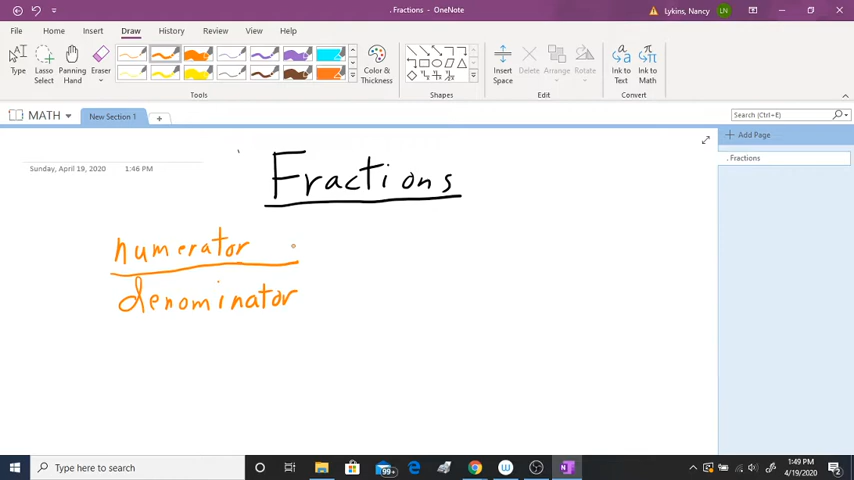 . Fractions - OneNote
Lykins, Nancy LN
File Home Insert Draw History Review View Help
Type Lasso Select Panning Hand Eraser Color & Thickness Insert Space Delete Arrange Rotate Ink to Text Ink to Math
Tools Shapes Edit Convert
MATH New Section 1 Search (Ctrl+E)
Add Page
. Fractions
Sunday, April 19, 2020 1:46 PM
Fractions
numerator
denominator
Type here to search
99+
1:49 PM
4/19/2020
2